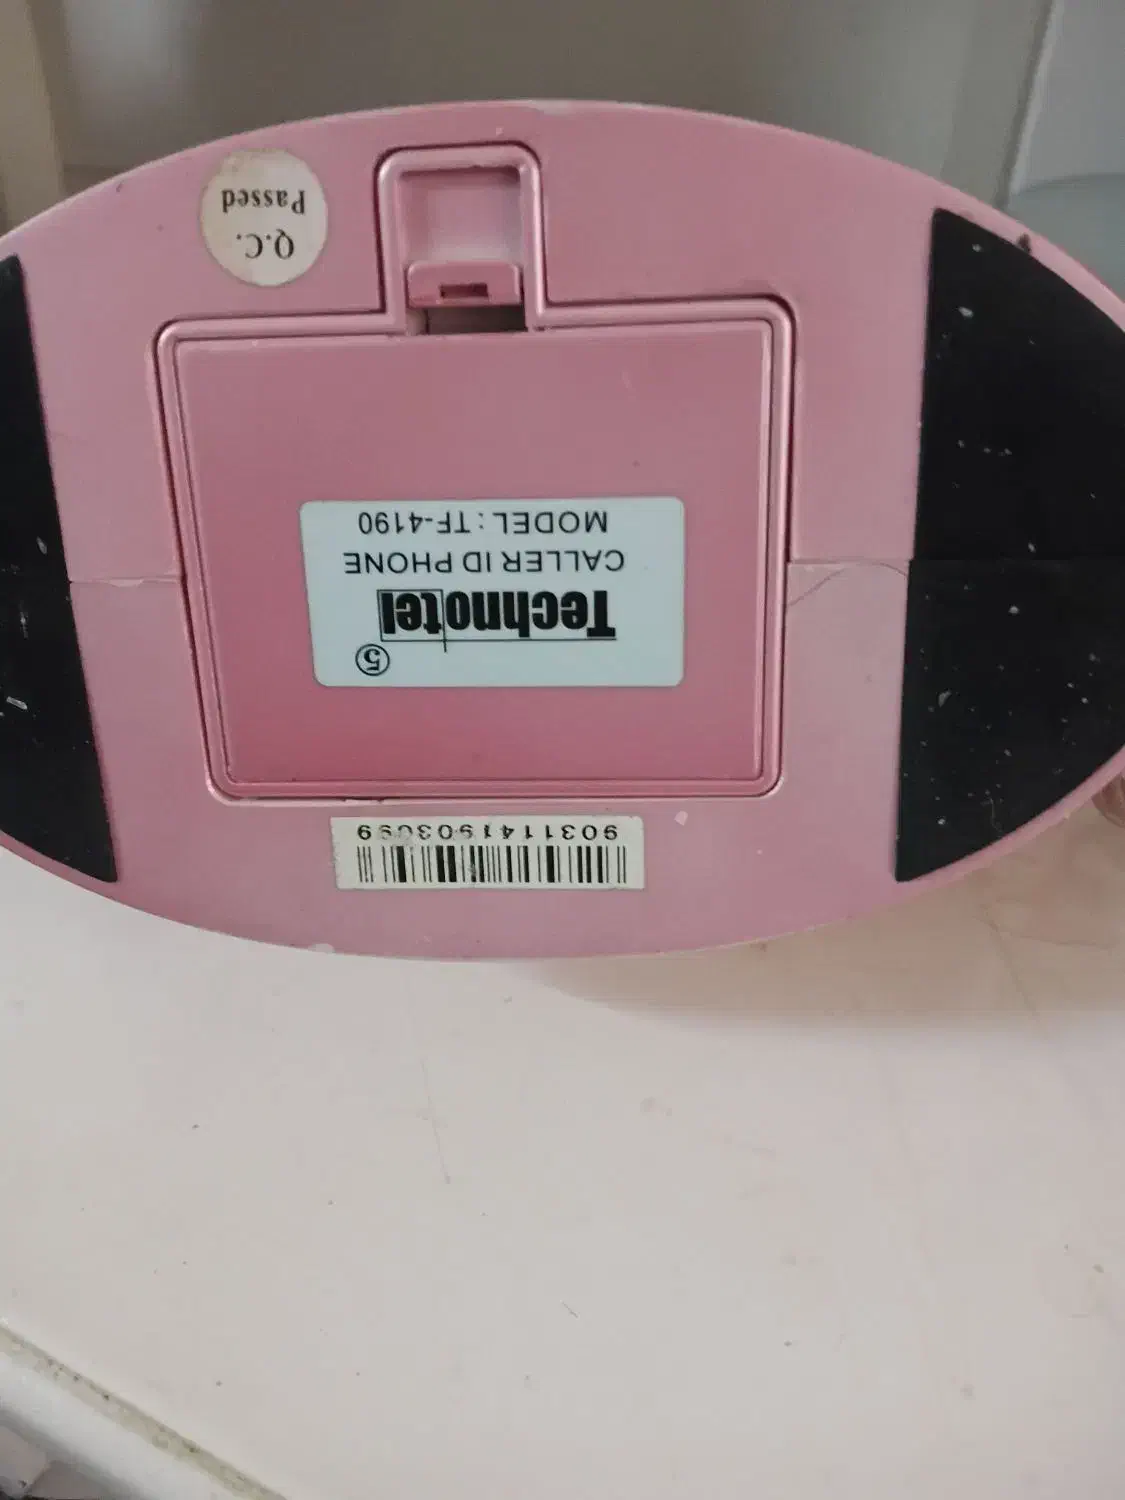 9031141903099
⑤
Technotel
CALLER ID PHONE
MODEL: TF-4190
Q.C.
Passed